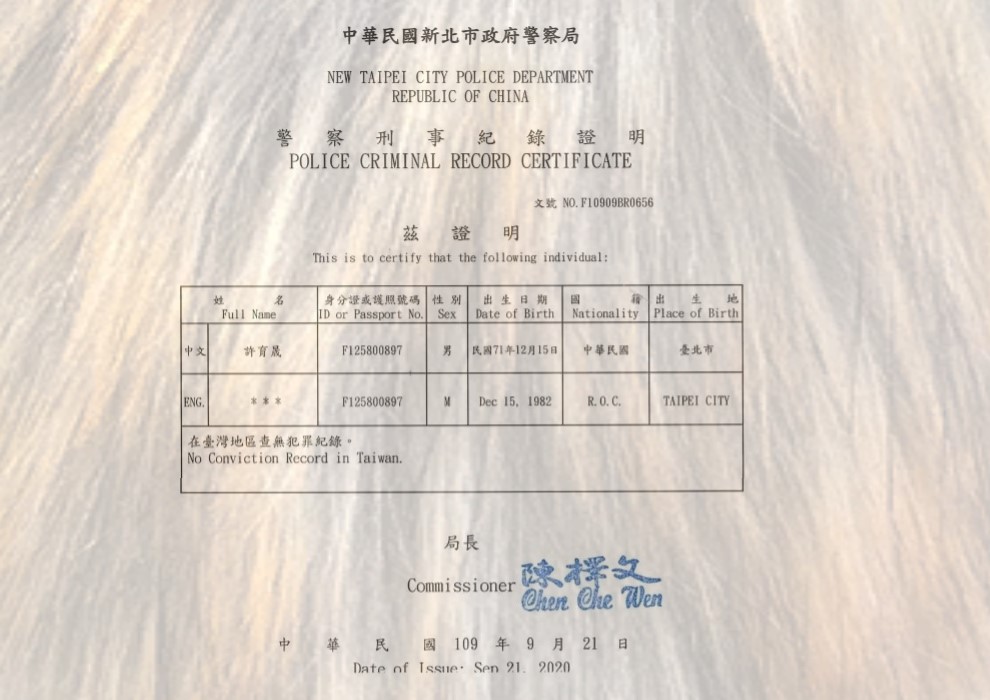 中華民國新北市政府警察局
NEW TAIPEI CITY POLICE DEPARTMENT
REPUBLIC OF CHINA
警察刑事紀錄證明
POLICE CRIMINAL RECORD CERTIFICATE
文號 NO.F10909BR0656
茲證明
This is to certify that the following individual:
姓名 身分證或護照號碼 性別 出生日期 國籍 出生地
Full Name ID or Passport No. Sex Date of Birth Nationality Place of Birth
中文 許育晟 F125800897 男 民國71年12月15日 中華民國 臺北市
ENG. *** F125800897 M Dec 15, 1982 R.O.C. TAIPEI CITY
在臺灣地區查無犯罪紀錄。
No Conviction Record in Taiwan.
局長
Commissioner 陳檡文
Chen Che Wen
中華民國 109 年 9 月 21 日
Date of Issue: Sep 21, 2020